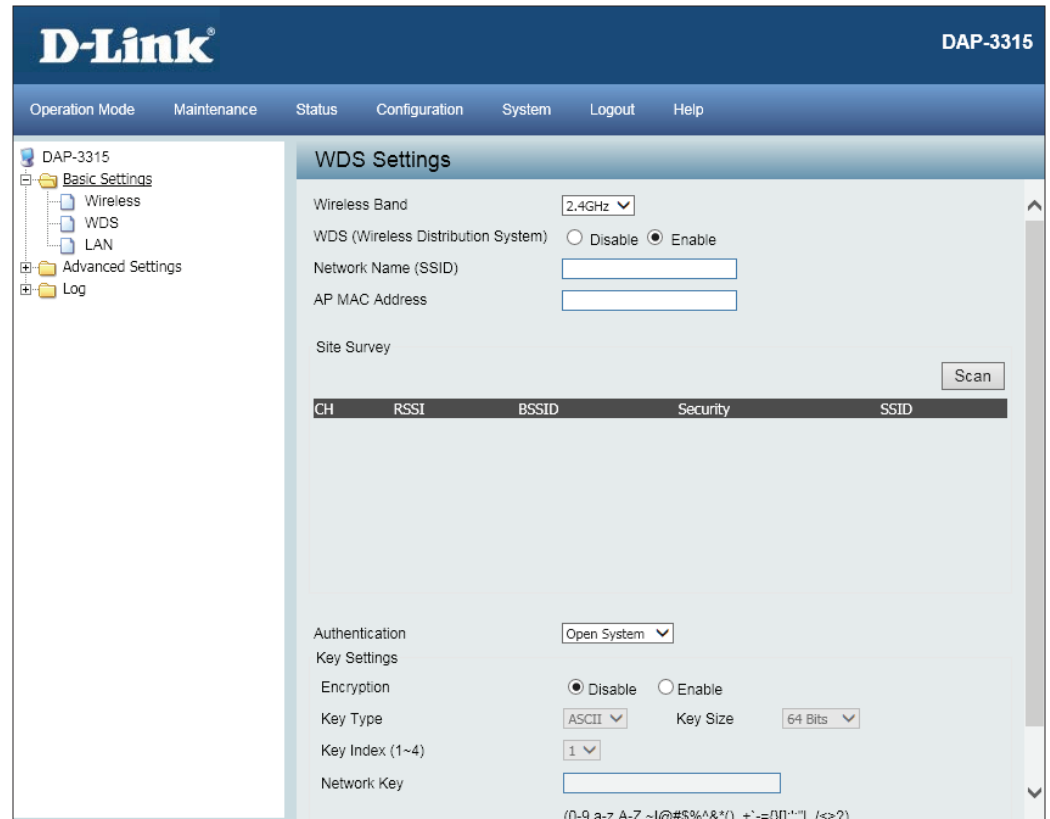 D-Link®
DAP-3315
Operation Mode Maintenance Status Configuration System Logout Help
DAP-3315
Basic Settings
Wireless
WDS
LAN
Advanced Settings
Log
WDS Settings
Wireless Band 2.4GHz
WDS (Wireless Distribution System) Disable Enable
Network Name (SSID)
AP MAC Address
Site Survey
Scan
CH RSSI BSSID Security SSID
Authentication Open System
Key Settings
Encryption Disable Enable
Key Type ASCII Key Size 64 Bits
Key Index (1~4) 1
Network Key